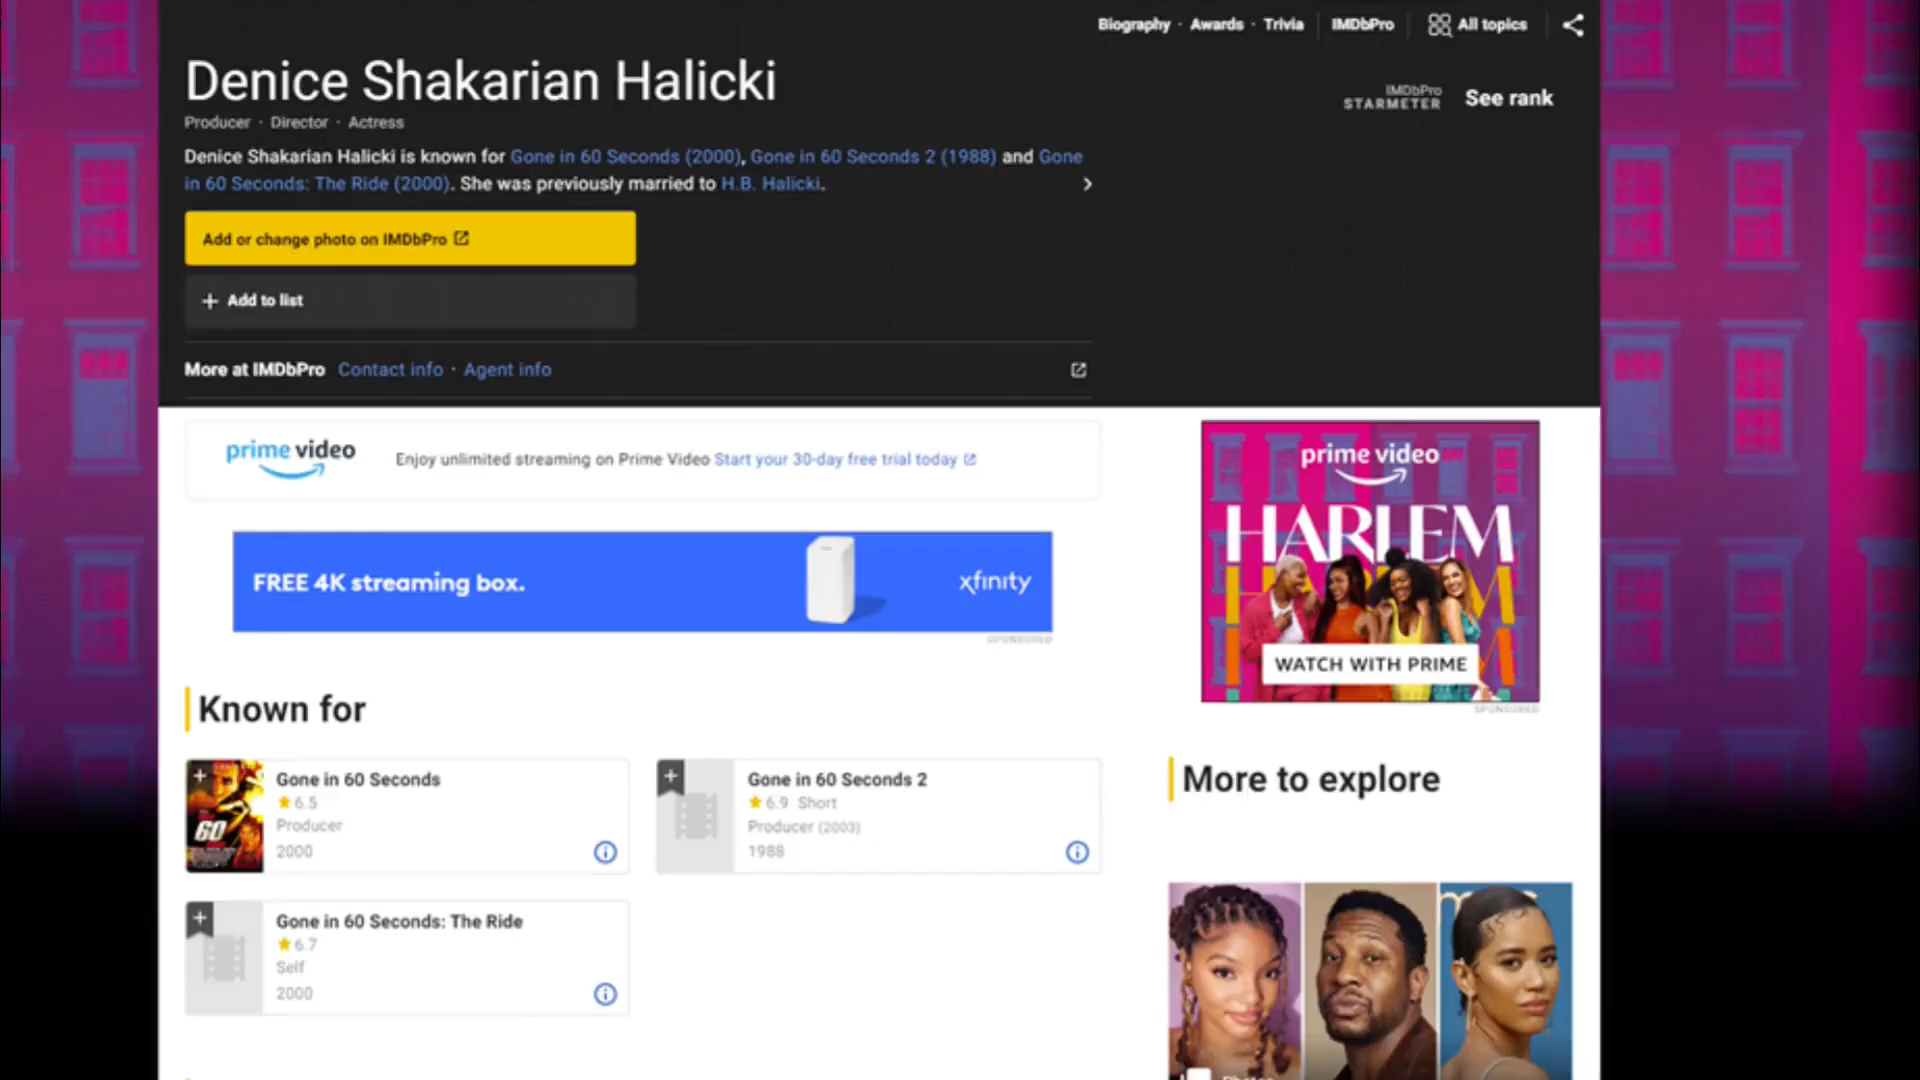 Biography · Awards · Trivia IMDbPro All topics
Denice Shakarian Halicki
Producer · Director · Actress
IMDbPro
STARMETER
See rank
Denice Shakarian Halicki is known for Gone in 60 Seconds (2000), Gone in 60 Seconds 2 (1988) and Gone
in 60 Seconds: The Ride (2000). She was previously married to H.B. Halicki.
Add or change photo on IMDbPro
+ Add to list
More at IMDbPro Contact info · Agent info
prime video
Enjoy unlimited streaming on Prime Video Start your 30-day free trial today
FREE 4K streaming box.
xfinity
SPONSORED
prime video
HARLEM
WATCH WITH PRIME
SPONSORED
Known for
60
Gone in 60 Seconds
6.5
Producer
2000
Gone in 60 Seconds 2
6.9 Short
Producer (2003)
1988
Gone in 60 Seconds: The Ride
6.7
Self
2000
More to explore
Photos